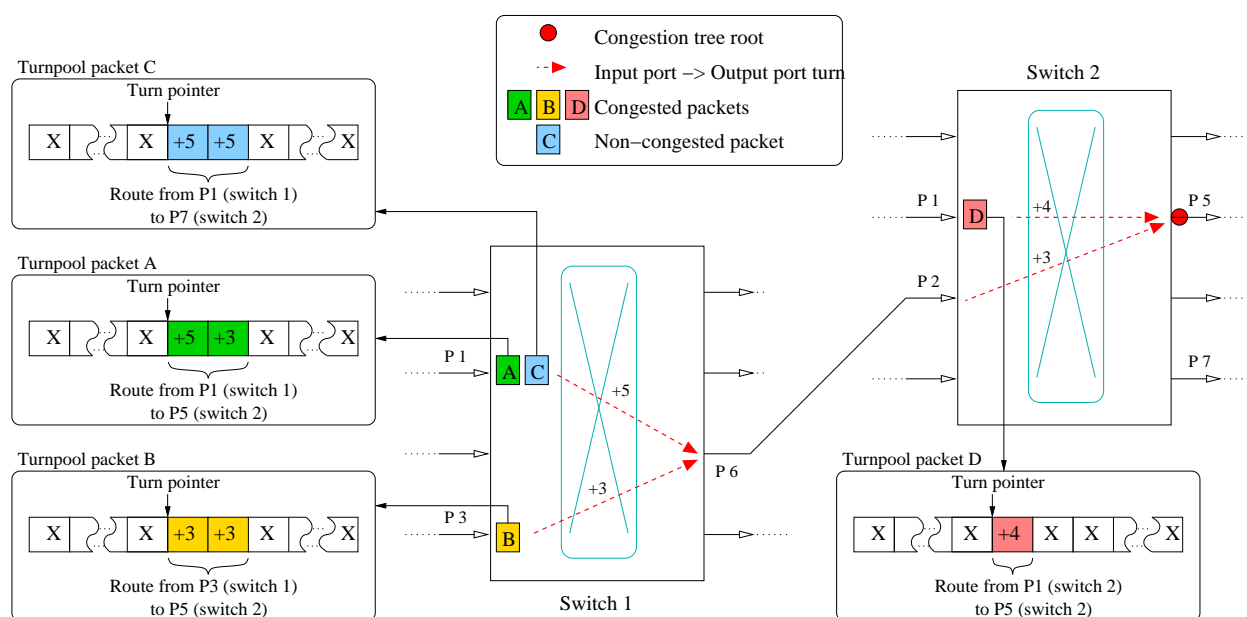 Turnpool packet C
Turn pointer
X X +5 +5 X X
Route from P1 (switch 1)
to P7 (switch 2)
Turnpool packet A
Turn pointer
X X +5 +3 X X
Route from P1 (switch 1)
to P5 (switch 2)
Turnpool packet B
Turn pointer
X X +3 +3 X X
Route from P3 (switch 1)
to P5 (switch 2)
Congestion tree root
Input port −> Output port turn
A B D Congested packets
C Non−congested packet
P 1
A C
+5
P 6
P 3
B
+3
Switch 1
Switch 2
P 1
D
+4
P 5
P 2
+3
P 7
Turnpool packet D
Turn pointer
X X +4 X X X
Route from P1 (switch 2)
to P5 (switch 2)